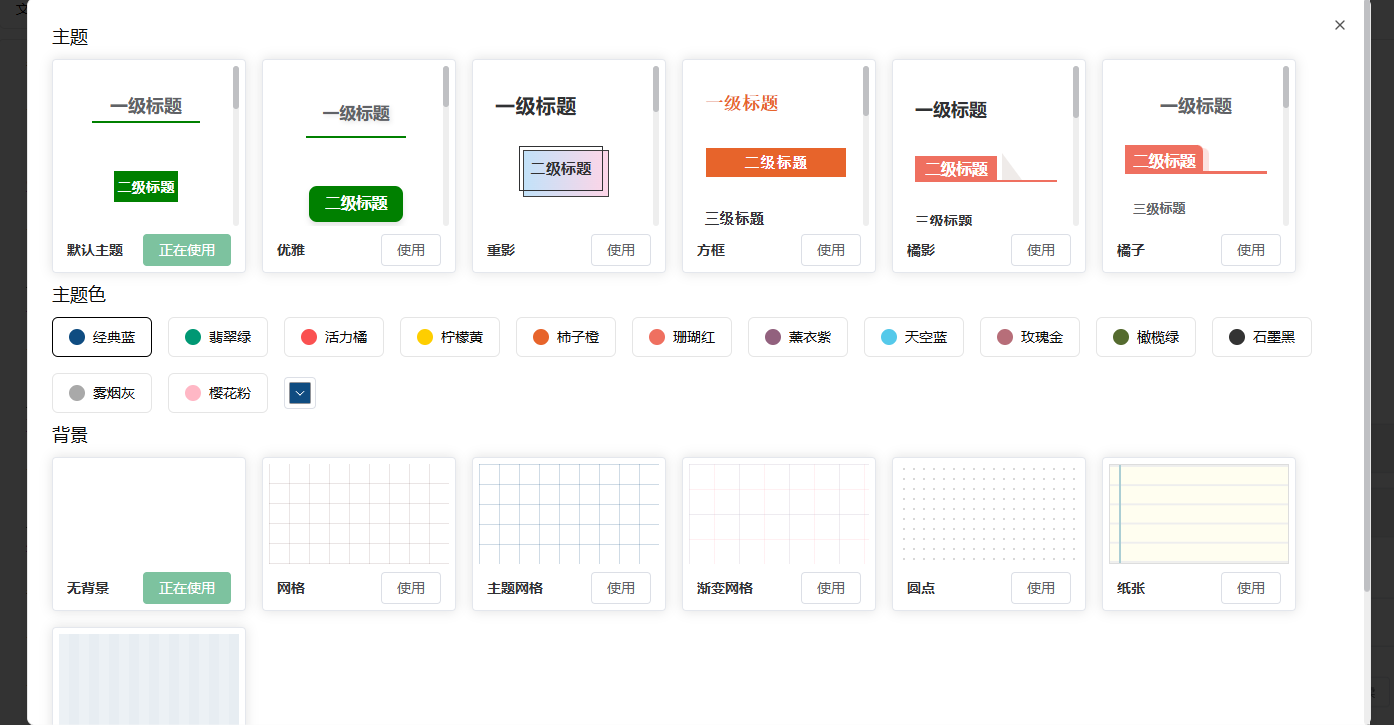 文
主题
一级标题
二级标题
默认主题 正在使用
一级标题
二级标题
优雅 使用
一级标题
二级标题
重影 使用
一级标题
二级标题
三级标题
方框 使用
一级标题
二级标题
三级标题
橘影 使用
一级标题
二级标题
三级标题
橘子 使用
主题色
经典蓝 翡翠绿 活力橘 柠檬黄 柿子橙 珊瑚红 薰衣紫 天空蓝 玫瑰金 橄榄绿 石墨黑
雾烟灰 樱花粉
背景
无背景 正在使用 网格 使用 主题网格 使用 渐变网格 使用 圆点 使用 纸张 使用